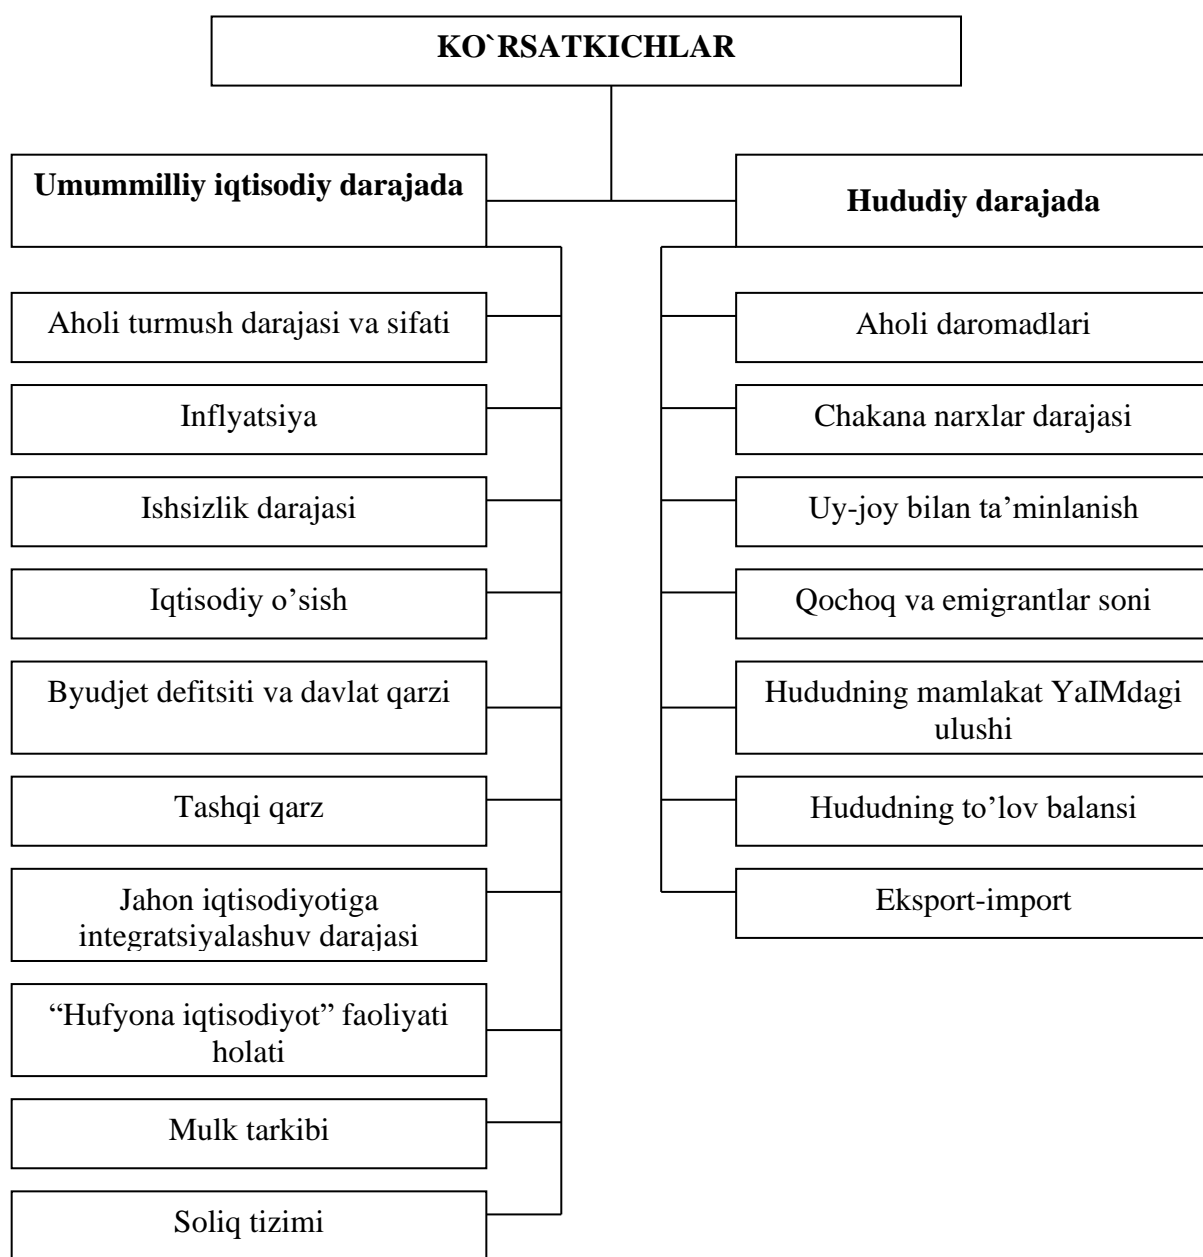 KO`RSATKICHLAR
Umummilliy iqtisodiy darajada
Aholi turmush darajasi va sifati
Inflyatsiya
Ishsizlik darajasi
Iqtisodiy o’sish
Byudjet defitsiti va davlat qarzi
Tashqi qarz
Jahon iqtisodiyotiga
integratsiyalashuv darajasi
“Hufyona iqtisodiyot” faoliyati
holati
Mulk tarkibi
Soliq tizimi
Hududiy darajada
Aholi daromadlari
Chakana narxlar darajasi
Uy-joy bilan ta’minlanish
Qochoq va emigrantlar soni
Hududning mamlakat YaIMdagi
ulushi
Hududning to’lov balansi
Eksport-import